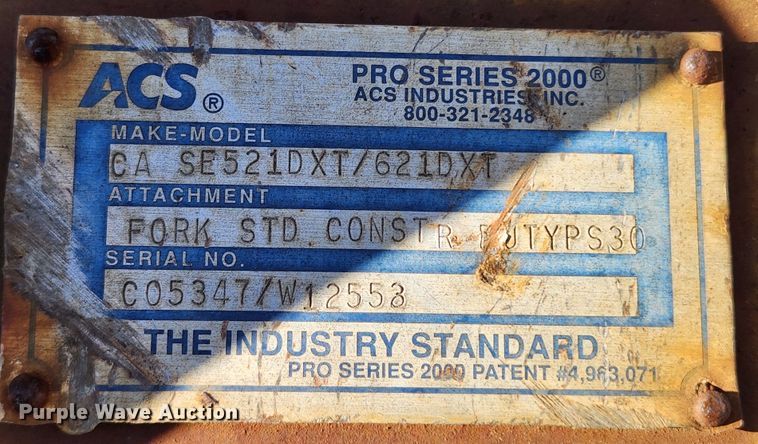 ACS®
PRO SERIES 2000®
ACS INDUSTRIES, INC.
800-321-2348
MAKE-MODEL
CA SE521DXT/621DXT
ATTACHMENT
FORK STD CONSTR DUTYPS30
SERIAL NO.
C05347/W12553
THE INDUSTRY STANDARD
PRO SERIES 2000 PATENT #4,963,071
Purple Wave Auction